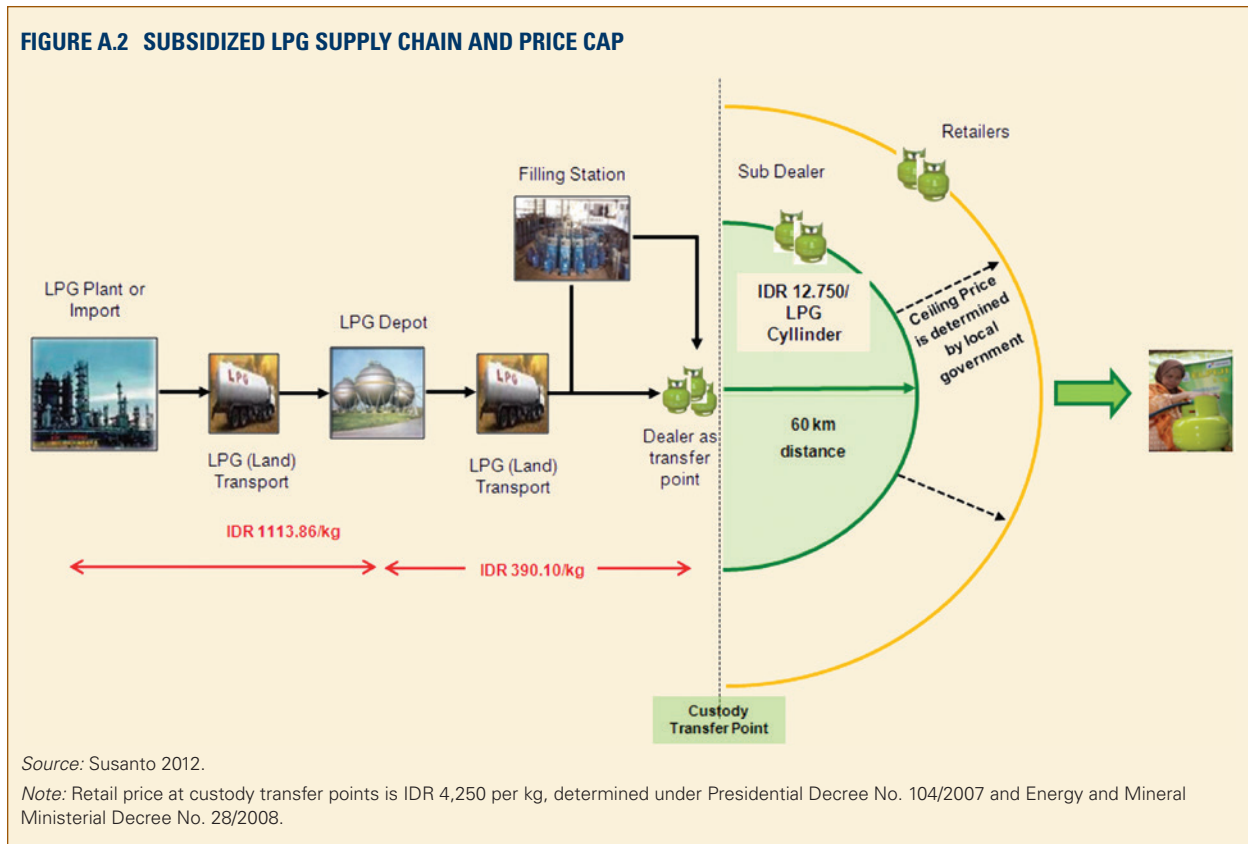 FIGURE A.2 SUBSIDIZED LPG SUPPLY CHAIN AND PRICE CAP
Retailers
Filling Station
Sub Dealer
LPG Plant or
Import
LPG Depot
IDR 12.750/
LPG
Cyllinder
Ceiling Price
is determined
by local
government
LPG
LPG
60 km
distance
Dealer as
transfer
point
LPG (Land)
Transport
LPG (Land)
Transport
IDR 1113.86/kg
IDR 390.10/kg
Custody
Transfer Point
Source: Susanto 2012.
Note: Retail price at custody transfer points is IDR 4,250 per kg, determined under Presidential Decree No. 104/2007 and Energy and Mineral
Ministerial Decree No. 28/2008.